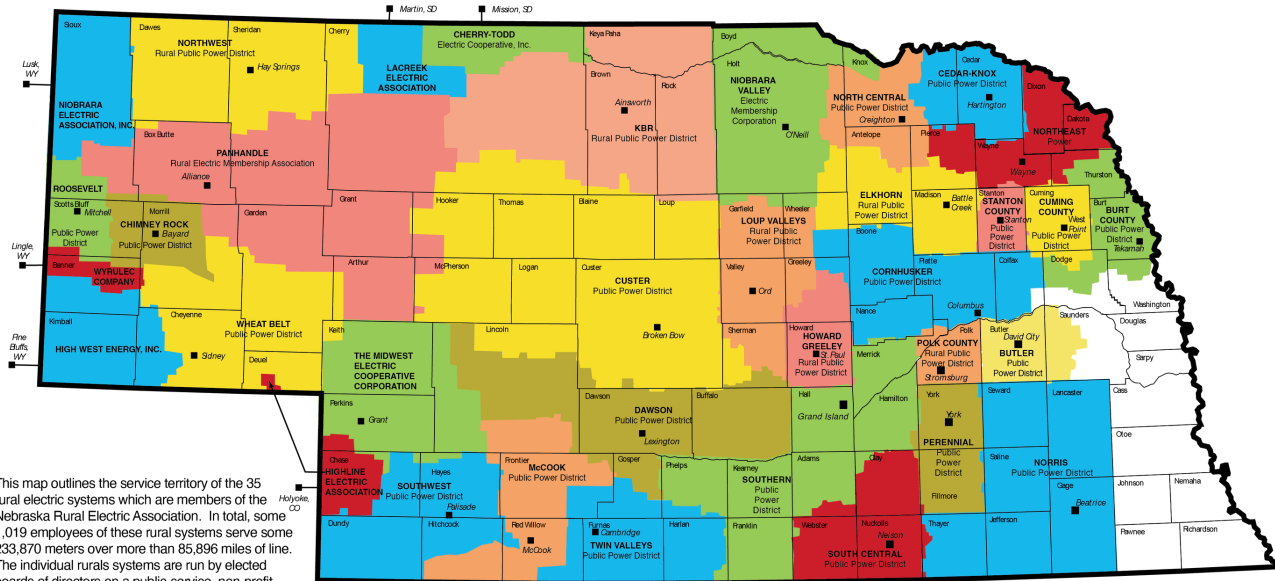 Martin, SD
Mission, SD
Sioux
Dawes
Sheridan
Cherry
CHERRY-TODD
Electric Cooperative, Inc.
Keya Paha
Boyd
Knox
Cedar
NORTHWEST
Rural Public Power District
Hay Springs
LACREEK
ELECTRIC
ASSOCIATION
Brown
Rock
Holt
Lusk,
WY
NIOBRARA
ELECTRIC
ASSOCIATION, INC.
Ainsworth
KBR
Rural Public Power District
NIOBRARA
VALLEY
Electric
Membership
Corporation
O'Neill
NORTH CENTRAL
Public Power District
Creighton
CEDAR-KNOX
Public Power District
Hartington
Dixon
Dakota
NORTHEAST
Power
Box Butte
PANHANDLE
Rural Electric Membership Association
Alliance
Antelope
Pierce
Wayne
Wayne
Thurston
ROOSEVELT
Scotts Bluff
Mitchell
Public Power
District
Morrill
CHIMNEY ROCK
Bayard
Public Power District
Garden
Grant
Hooker
Thomas
Blaine
Loup
Garfield
Wheeler
LOUP VALLEYS
Rural Public
Power District
ELKHORN
Rural Public
Power District
Boone
Madison
Battle
Creek
Stanton
STANTON
COUNTY
Stanton
Public
Power
District
Cuming
CUMING
COUNTY
West
Point
Public Power
District
Burt
BURT
COUNTY
Public Power
District
Tekamah
Lingle,
WY
Banner
WYRULEC
COMPANY
Arthur
McPherson
Logan
Custer
CUSTER
Public Power District
Broken Bow
Valley
Ord
Greeley
CORNHUSKER
Public Power District
Platte
Colfax
Dodge
Columbus
Nance
Washington
Kimball
HIGH WEST ENERGY, INC.
Pine
Bluffs,
WY
Cheyenne
WHEAT BELT
Public Power District
Sidney
Deuel
Keith
THE MIDWEST
ELECTRIC
COOPERATIVE
CORPORATION
Lincoln
Sherman
Howard
HOWARD
GREELEY
St. Paul
Rural Public
Power District
Merrick
Polk
POLK COUNTY
Rural Public
Power District
Stromsburg
Butler
David City
BUTLER
Public
Power District
Saunders
Douglas
Sarpy
Perkins
Grant
Dawson
DAWSON
Public Power District
Lexington
Buffalo
Hall
Grand Island
Hamilton
York
York
PERENNIAL
Public
Power
District
Fillmore
Seward
Lancaster
Cass
Otoe
Chase
HIGHLINE
ELECTRIC
ASSOCIATION
Holyoke,
CO
Hayes
SOUTHWEST
Public Power District
Palisade
Frontier
McCOOK
Public Power District
Gosper
Phelps
Kearney
SOUTHERN
Public
Power
District
Adams
Clay
Saline
NORRIS
Public Power District
Gage
Beatrice
Johnson
Nemaha
Dundy
Hitchcock
Red Willow
McCook
Furnas
Cambridge
TWIN VALLEYS
Public Power District
Harlan
Franklin
Webster
Nuckolls
Nelson
SOUTH CENTRAL
Public Power District
Thayer
Jefferson
Pawnee
Richardson
This map outlines the service territory of the 35
rural electric systems which are members of the
Nebraska Rural Electric Association. In total, some
,019 employees of these rural systems serve some
233,870 meters over more than 85,896 miles of line.
The individual rurals systems are run by elected
boards of directors on a public service, non-profit